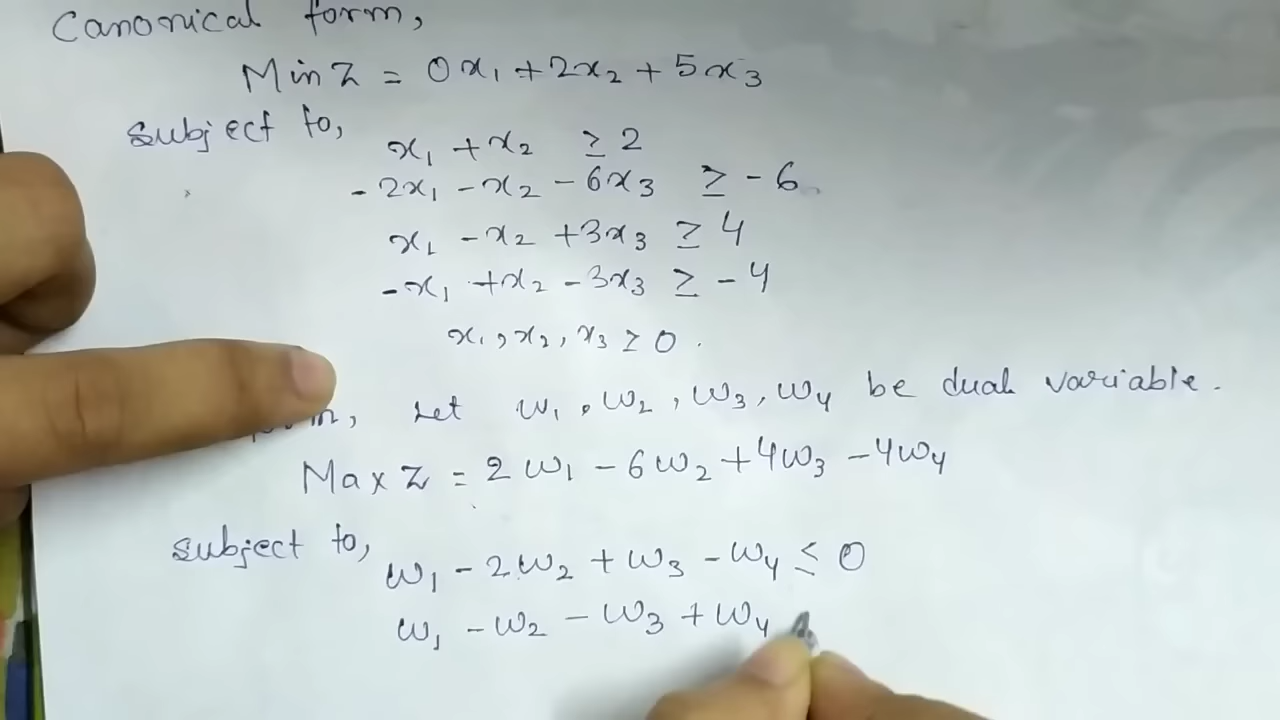 Canonical form,
Min Z = 0x₁ + 2x₂ + 5x₃
subject to,
x₁ + x₂ ≥ 2
- 2x₁ - x₂ - 6x₃ ≥ - 6
x₁ - x₂ + 3x₃ ≥ 4
- x₁ + x₂ - 3x₃ ≥ - 4
x₁, x₂, x₃ ≥ 0.
Let w₁, w₂, w₃, w₄ be dual variable.
Max Z = 2w₁ - 6w₂ + 4w₃ - 4w₄
subject to,
w₁ - 2w₂ + w₃ - w₄ ≤ 0
w₁ - w₂ - w₃ + w₄